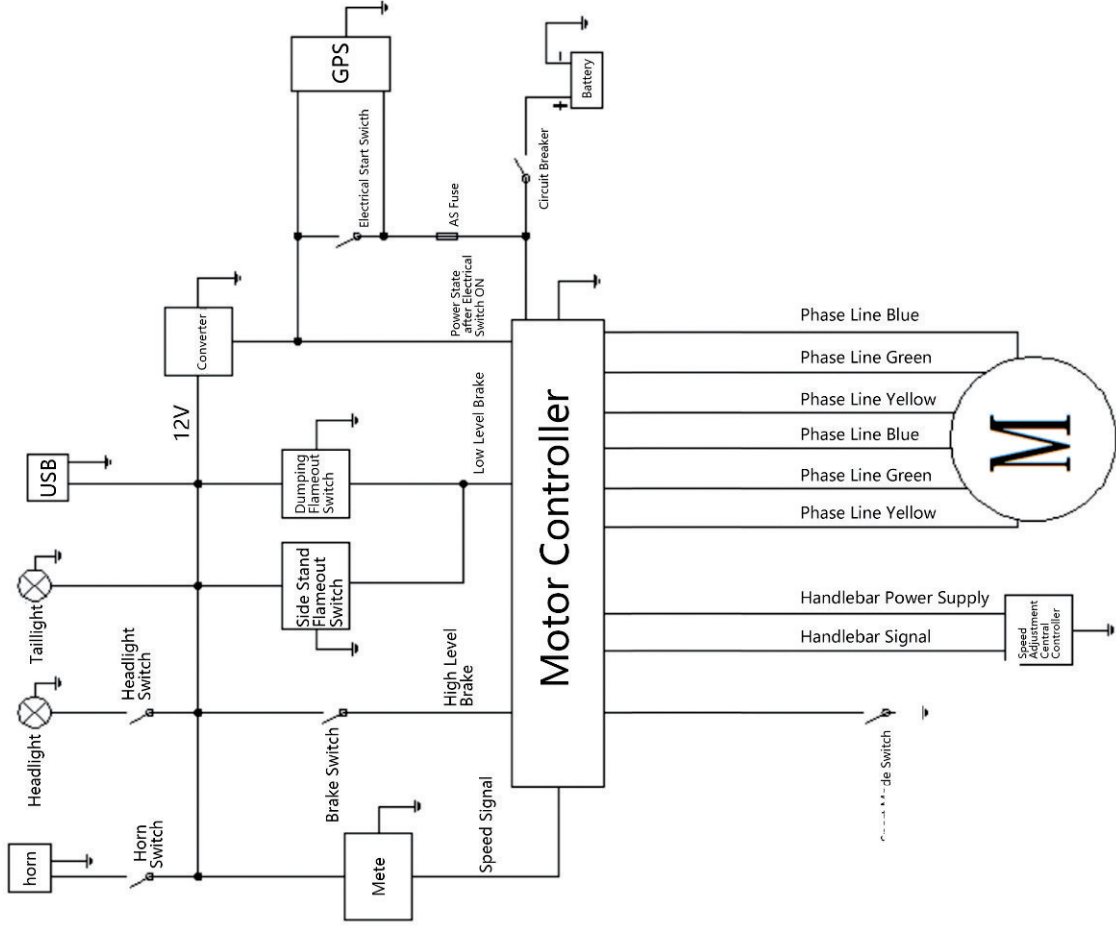 GPS
Battery
+
-
Electrical Start Swicth
Circuit Breaker
AS Fuse
Converter
Power State
after Electrical
Switch ON
12V
USB
Dumping
Flameout
Switch
Low Level Brake
Taillight
Side Stand
Flameout
Switch
Headlight
Headlight
Switch
High Level
Brake
Brake Switch
horn
Horn
Switch
Mete
Speed Signal
Motor Controller
Phase Line Blue
Phase Line Green
Phase Line Yellow
Phase Line Blue
Phase Line Green
Phase Line Yellow
M
Handlebar Power Supply
Handlebar Signal
Speed
Adjustment
Central
Controller
Switch